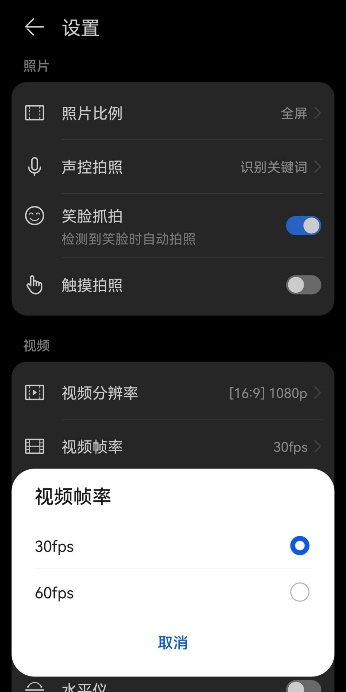 设置
照片
照片比例
全屏
声控拍照
识别关键词
笑脸抓拍
检测到笑脸时自动拍照
触摸拍照
视频
视频分辨率
[16:9] 1080p
视频帧率
30fps
视频帧率
30fps
60fps
取消
水平仪